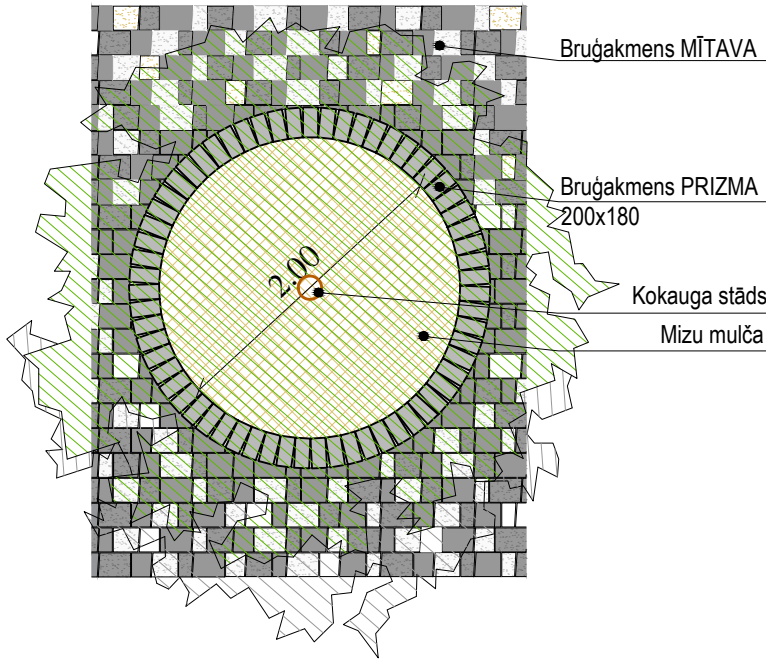 Bruģakmens MĪTAVA
Bruģakmens PRIZMA
200x180
2.00
Kokauga stāds
Mizu mulča